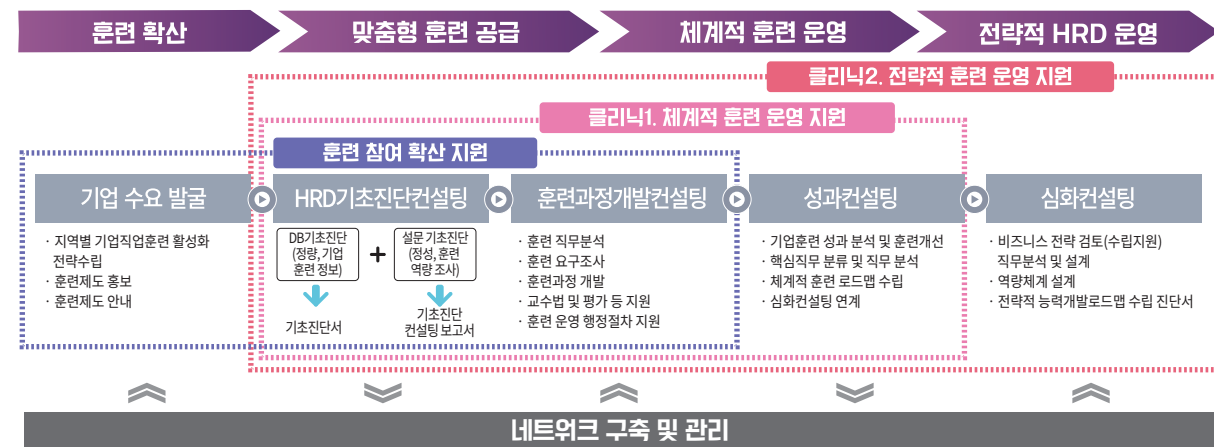 훈련 확산
맞춤형 훈련 공급
체계적 훈련 운영
전략적 HRD 운영
클리닉2. 전략적 훈련 운영 지원
클리닉1. 체계적 훈련 운영 지원
훈련 참여 확산 지원
기업 수요 발굴
· 지역별 기업직업훈련 활성화
전략수립
· 훈련제도 홍보
· 훈련제도 안내
HRD기초진단컨설팅
DB기초진단
(정량, 기업
훈련 정보)
+
설문 기초진단
(정성, 훈련
역량 조사)
기초진단서
기초진단
컨설팅 보고서
훈련과정개발컨설팅
· 훈련 직무분석
· 훈련 요구조사
· 훈련과정 개발
· 교수법 및 평가 등 지원
· 훈련 운영 행정절차 지원
성과컨설팅
· 기업훈련 성과 분석 및 훈련개선
· 핵심직무 분류 및 직무 분석
· 체계적 훈련 로드맵 수립
· 심화컨설팅 연계
심화컨설팅
· 비즈니스 전략 검토(수립지원)
직무분석 및 설계
· 역량체계 설계
· 전략적 능력개발로드맵 수립 진단서
네트워크 구축 및 관리